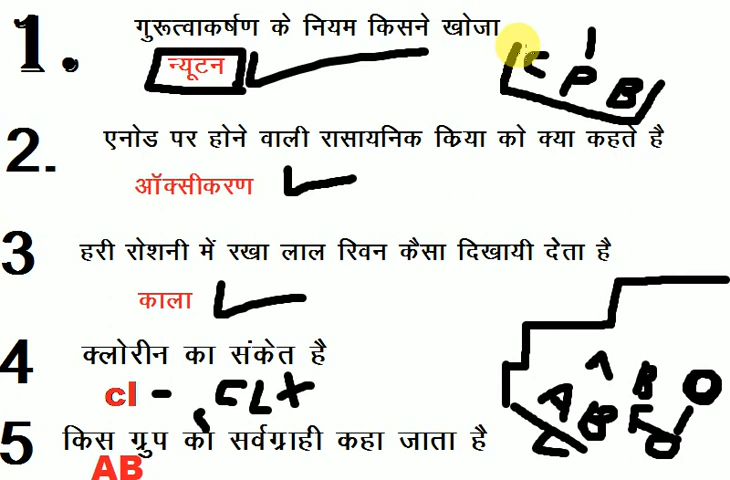 1. गुरूत्वाकर्षण के नियम किसने खोजा
न्यूटन
2. एनोड पर होने वाली रासायनिक क्रिया को क्या कहते है
ऑक्सीकरण
3 हरी रोशनी में रखा लाल रिवन कैसा दिखायी देता है
काला
4 क्लोरीन का संकेत है
cl -
5 किस ग्रुप को सर्वग्राही कहा जाता है
AB